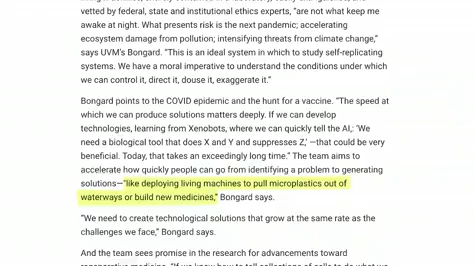 vetted by federal, state and institutional ethics experts, "are not what keep me
awake at night. What presents risk is the next pandemic; accelerating
ecosystem damage from pollution; intensifying threats from climate change,"
says UVM's Bongard. "This is an ideal system in which to study self-replicating
systems. We have a moral imperative to understand the conditions under which
we can control it, direct it, douse it, exaggerate it."
Bongard points to the COVID epidemic and the hunt for a vaccine. "The speed at
which we can produce solutions matters deeply. If we can develop
technologies, learning from Xenobots, where we can quickly tell the AI,: 'We
need a biological tool that does X and Y and suppresses Z,' —that could be very
beneficial. Today, that takes an exceedingly long time." The team aims to
accelerate how quickly people can go from identifying a problem to generating
solutions—"like deploying living machines to pull microplastics out of
waterways or build new medicines," Bongard says.
"We need to create technological solutions that grow at the same rate as the
challenges we face," Bongard says.
And the team sees promise in the research for advancements toward